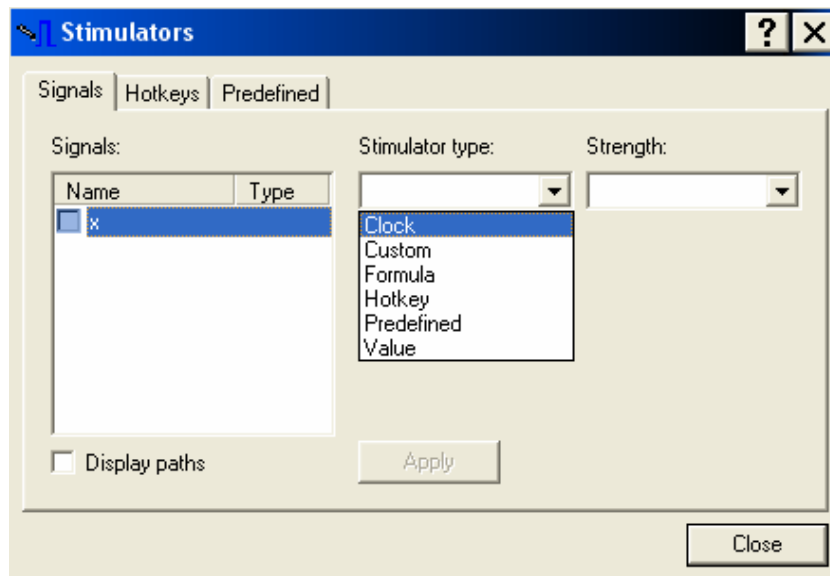 Stimulators
Signals Hotkeys Predefined
Signals: Stimulator type: Strength:
Name Type
x
Clock
Custom
Formula
Hotkey
Predefined
Value
Display paths Apply
Close